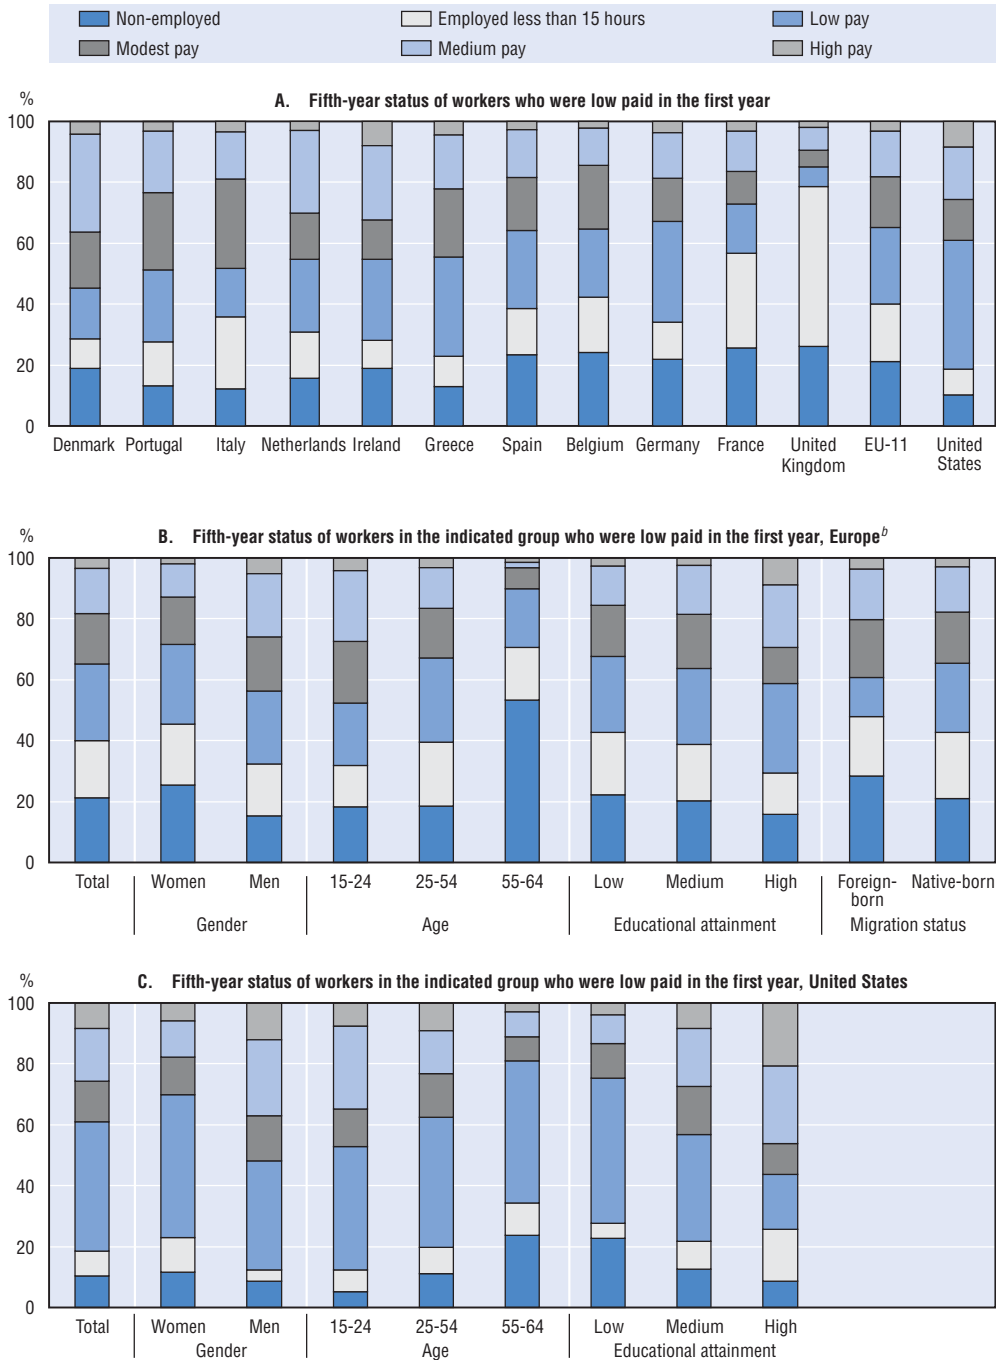 Non-employed Employed less than 15 hours Low pay
Modest pay Medium pay High pay
%
A. Fifth-year status of workers who were low paid in the first year
100
80
60
40
20
0
Denmark Portugal Italy Netherlands Ireland Greece Spain Belgium Germany France United Kingdom EU-11 United States
%
B. Fifth-year status of workers in the indicated group who were low paid in the first year, Europeᵇ
100
80
60
40
20
0
Total Women Men 15-24 25-54 55-64 Low Medium High Foreign-born Native-born
Gender Age Educational attainment Migration status
%
C. Fifth-year status of workers in the indicated group who were low paid in the first year, United States
100
80
60
40
20
0
Total Women Men 15-24 25-54 55-64 Low Medium High
Gender Age Educational attainment